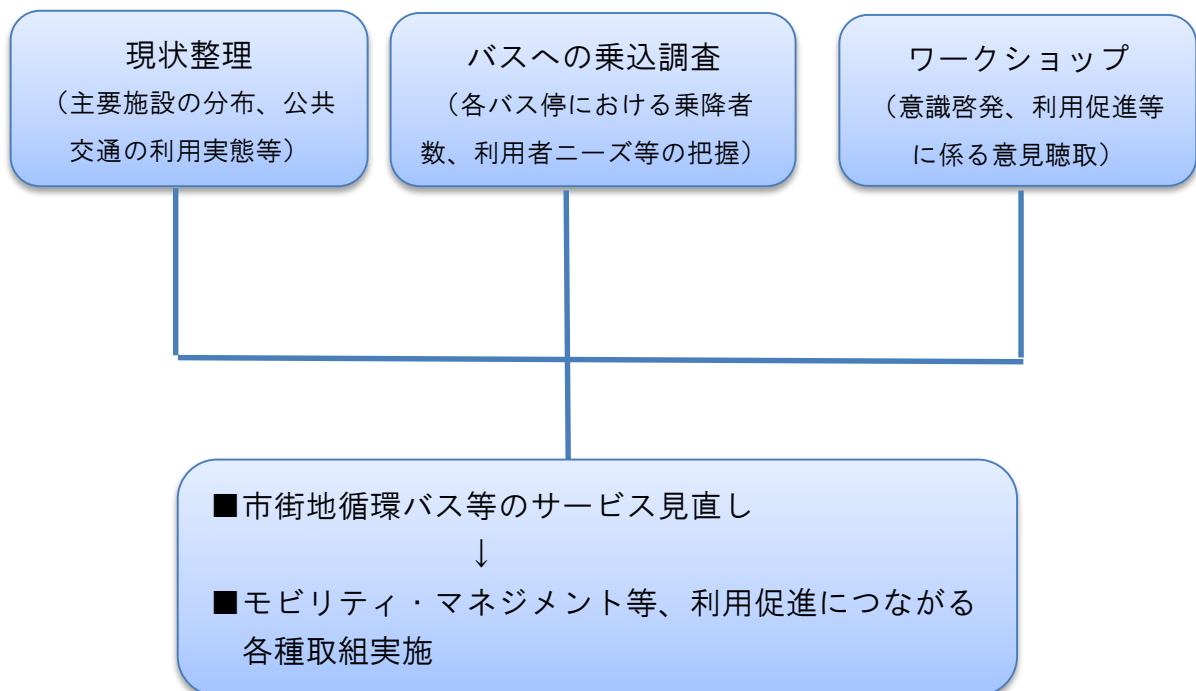 現状整理
（主要施設の分布、公共
交通の利用実態等）
バスへの乗込調査
（各バス停における乗降者
数、利用者ニーズ等の把握）
ワークショップ
（意識啓発、利用促進等
に係る意見聴取）
■市街地循環バス等のサービス見直し
↓
■モビリティ・マネジメント等、利用促進につながる
各種取組実施